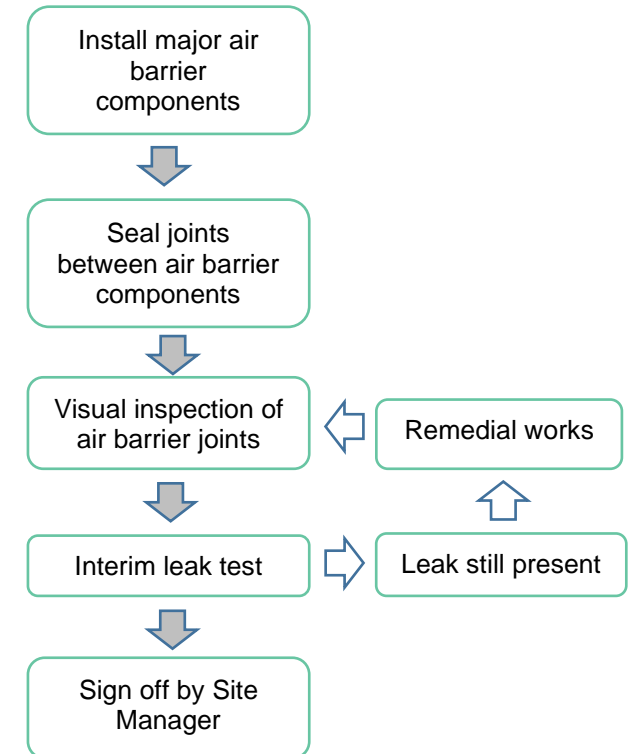 Install major air
barrier
components
Seal joints
between air barrier
components
Visual inspection of
air barrier joints
Remedial works
Interim leak test
Leak still present
Sign off by Site
Manager